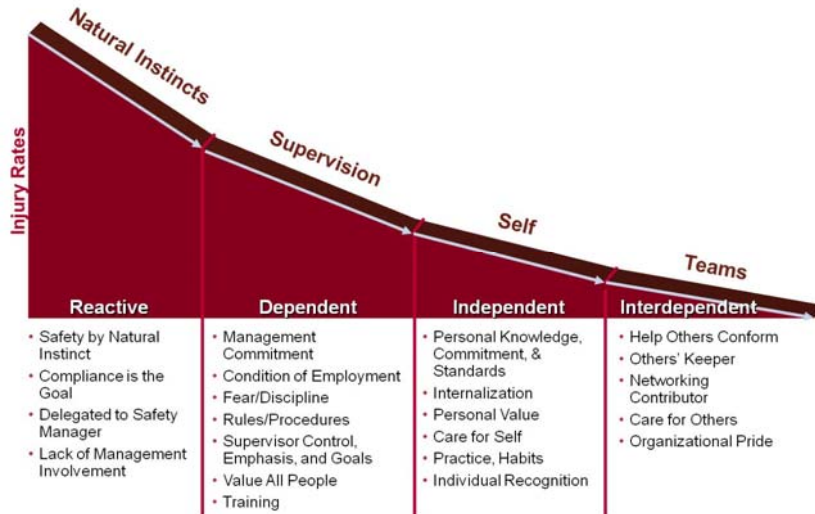 Natural Instincts
Supervision
Self
Teams
Injury Rates
Reactive
• Safety by Natural
Instinct
• Compliance is the
Goal
• Delegated to Safety
Manager
• Lack of Management
Involvement
Dependent
• Management
Commitment
• Condition of Employment
• Fear/Discipline
• Rules/Procedures
• Supervisor Control,
Emphasis, and Goals
• Value All People
• Training
Independent
• Personal Knowledge,
Commitment, &
Standards
• Internalization
• Personal Value
• Care for Self
• Practice, Habits
• Individual Recognition
Interdependent
• Help Others Conform
• Others' Keeper
• Networking
Contributor
• Care for Others
• Organizational Pride